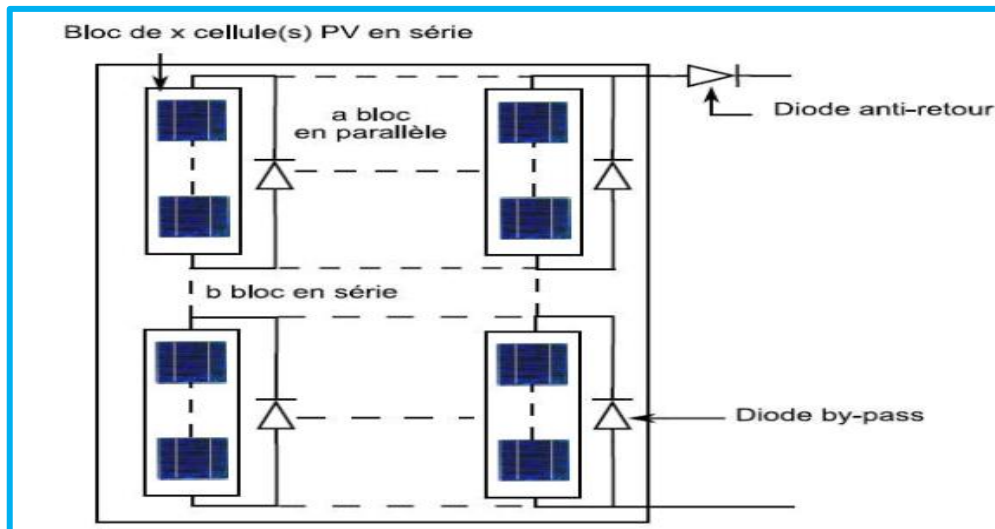 Bloc de x cellule(s) PV en série
Diode anti-retour
a bloc
en parallèle
b bloc en série
Diode by-pass